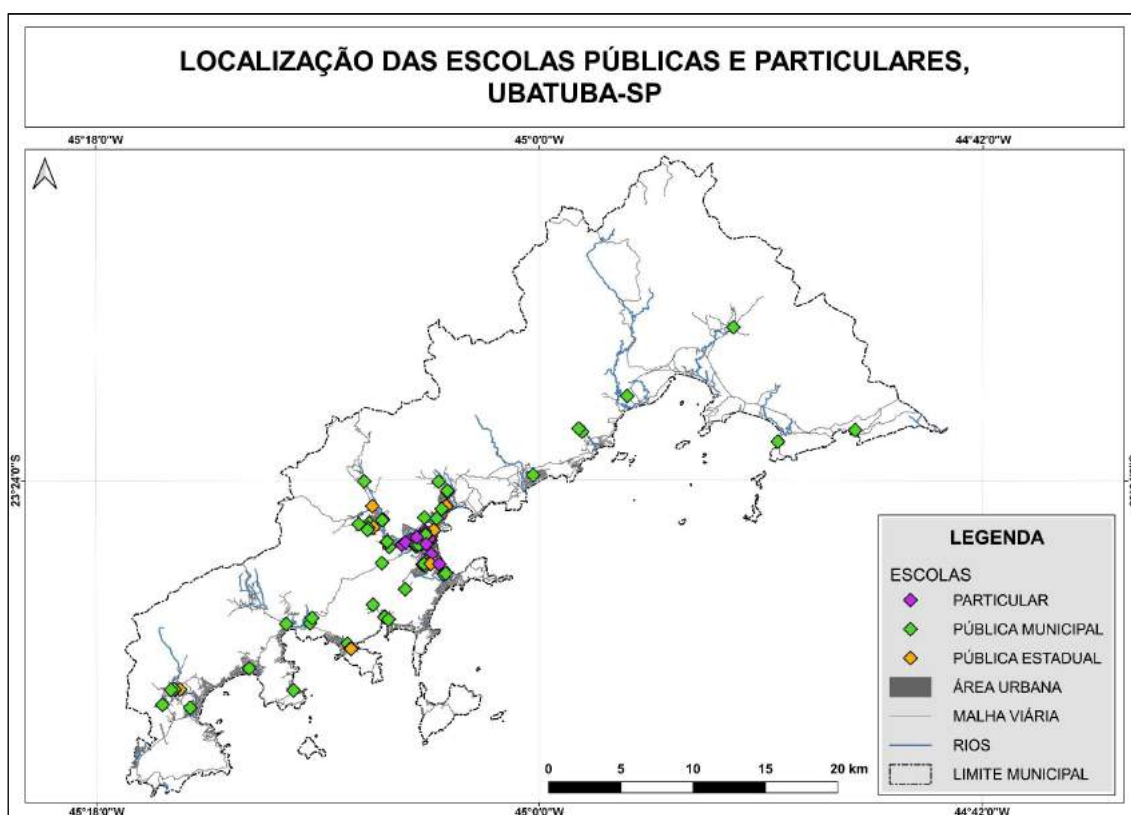 LOCALIZAÇÃO DAS ESCOLAS PÚBLICAS E PARTICULARES,
UBATUBA-SP
45°18'0"W
45°0'0"W
44°42'0"W
23°24'0"S
LEGENDA
ESCOLAS
PARTICULAR
PÚBLICA MUNICIPAL
PÚBLICA ESTADUAL
ÁREA URBANA
MALHA VIÁRIA
RIOS
LIMITE MUNICIPAL
0 5 10 15 20 km
45°18'0"W
45°0'0"W
44°42'0"W